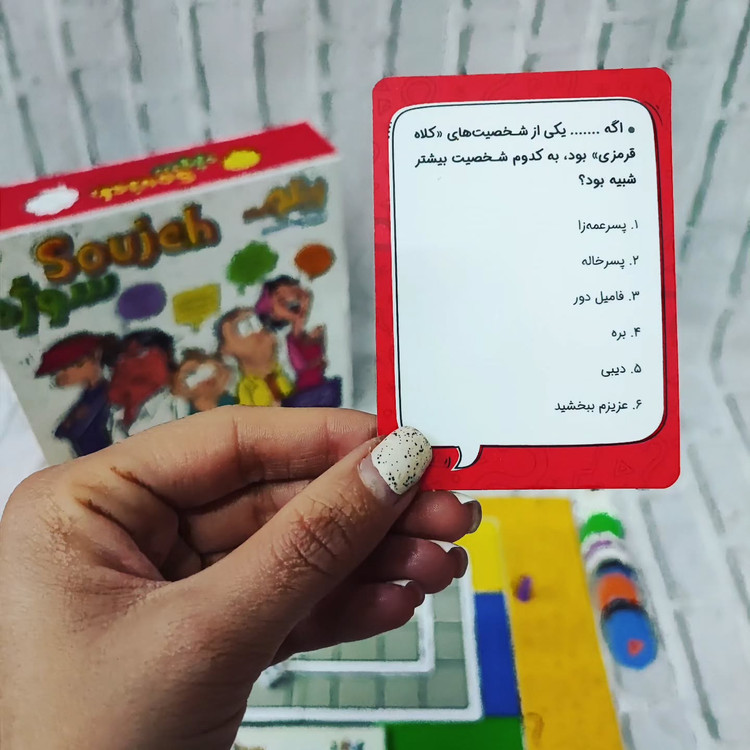 Soujeh
سوژه
Soujeh
• اگه ....... یکی از شخصیت‌های «کلاه
قرمزی» بود، به کدوم شخصیت بیشتر
شبیه بود؟
۱. پسرعمه‌زا
۲. پسرخاله
۳. فامیل دور
۴. بره
۵. دیبی
۶. عزیزم ببخشید